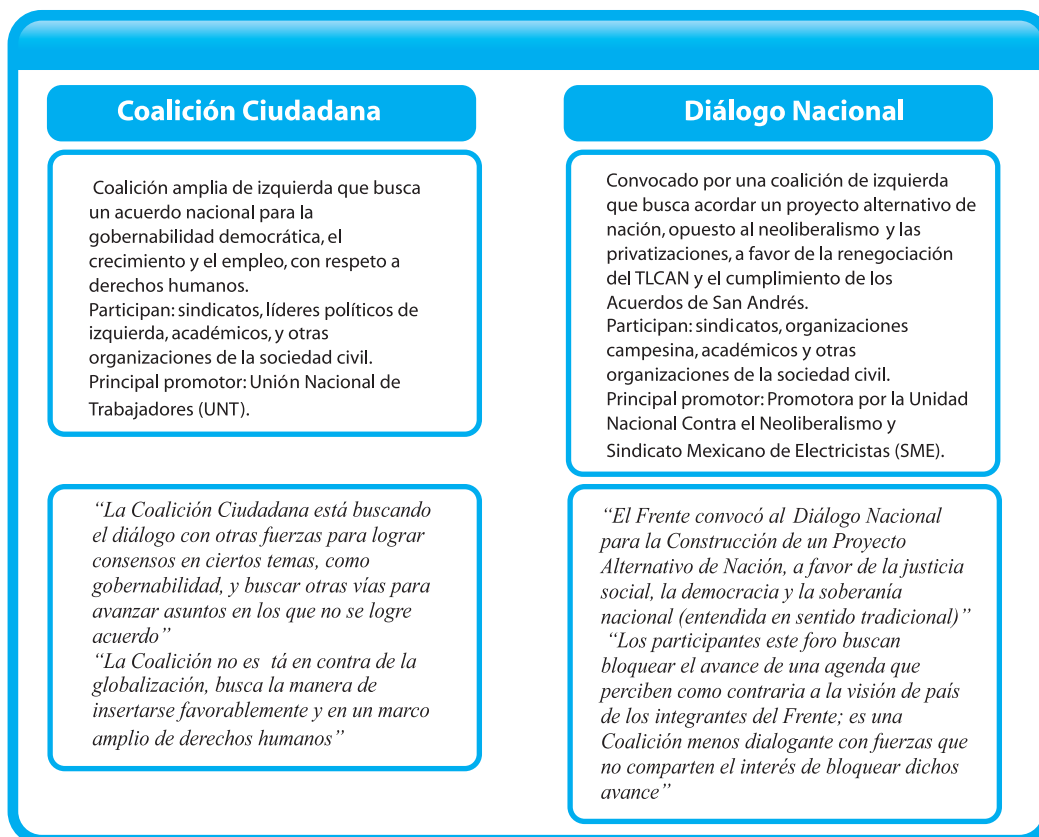 Coalición Ciudadana
Coalición amplia de izquierda que busca
un acuerdo nacional para la
gobernabilidad democrática, el
crecimiento y el empleo, con respeto a
derechos humanos.
Participan: sindicatos, líderes políticos de
izquierda, académicos, y otras
organizaciones de la sociedad civil.
Principal promotor: Unión Nacional de
Trabajadores (UNT).
“La Coalición Ciudadana está buscando
el diálogo con otras fuerzas para lograr
consensos en ciertos temas, como
gobernabilidad, y buscar otras vías para
avanzar asuntos en los que no se logre
acuerdo”
“La Coalición no es tá en contra de la
globalización, busca la manera de
insertarse favorablemente y en un marco
amplio de derechos humanos”
Diálogo Nacional
Convocado por una coalición de izquierda
que busca acordar un proyecto alternativo de
nación, opuesto al neoliberalismo y las
privatizaciones, a favor de la renegociación
del TLCAN y el cumplimiento de los
Acuerdos de San Andrés.
Participan: sindicatos, organizaciones
campesina, académicos y otras
organizaciones de la sociedad civil.
Principal promotor: Promotora por la Unidad
Nacional Contra el Neoliberalismo y
Sindicato Mexicano de Electricistas (SME).
“El Frente convocó al Diálogo Nacional
para la Construcción de un Proyecto
Alternativo de Nación, a favor de la justicia
social, la democracia y la soberanía
nacional (entendida en sentido tradicional)”
“Los participantes este foro buscan
bloquear el avance de una agenda que
perciben como contraria a la visión de país
de los integrantes del Frente; es una
Coalición menos dialogante con fuerzas que
no comparten el interés de bloquear dichos
avance”